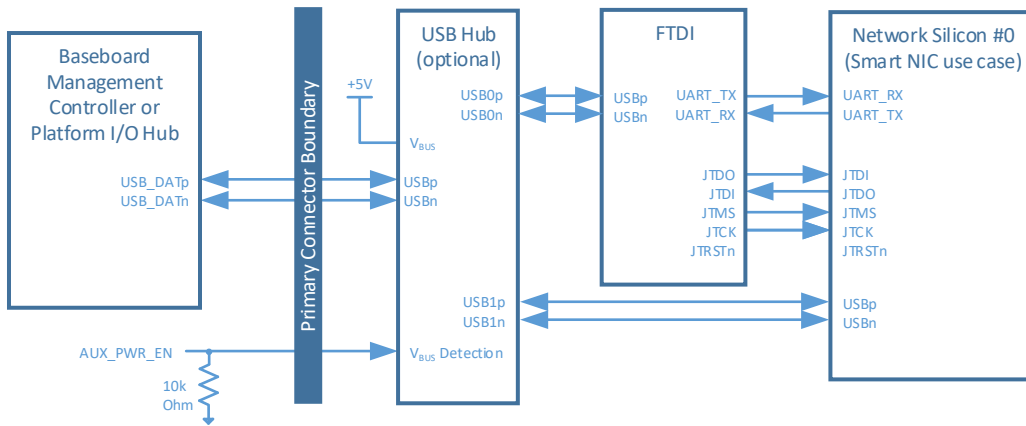 Baseboard
Management
Controller or
Platform I/O Hub
USB_DATp
USB_DATn
Primary Connector Boundary
AUX_PWR_EN
10k
Ohm
+5V
USB Hub
(optional)
USB0p
USB0n
VBUS
USBp
USBn
USB1p
USB1n
VBUS Detection
FTDI
USBp
USBn
UART_TX
UART_RX
JTDO
JTDI
JTMS
JTCK
JTRSTn
Network Silicon #0
(Smart NIC use case)
UART_RX
UART_TX
JTDI
JTDO
JTMS
JTCK
JTRSTn
USBp
USBn